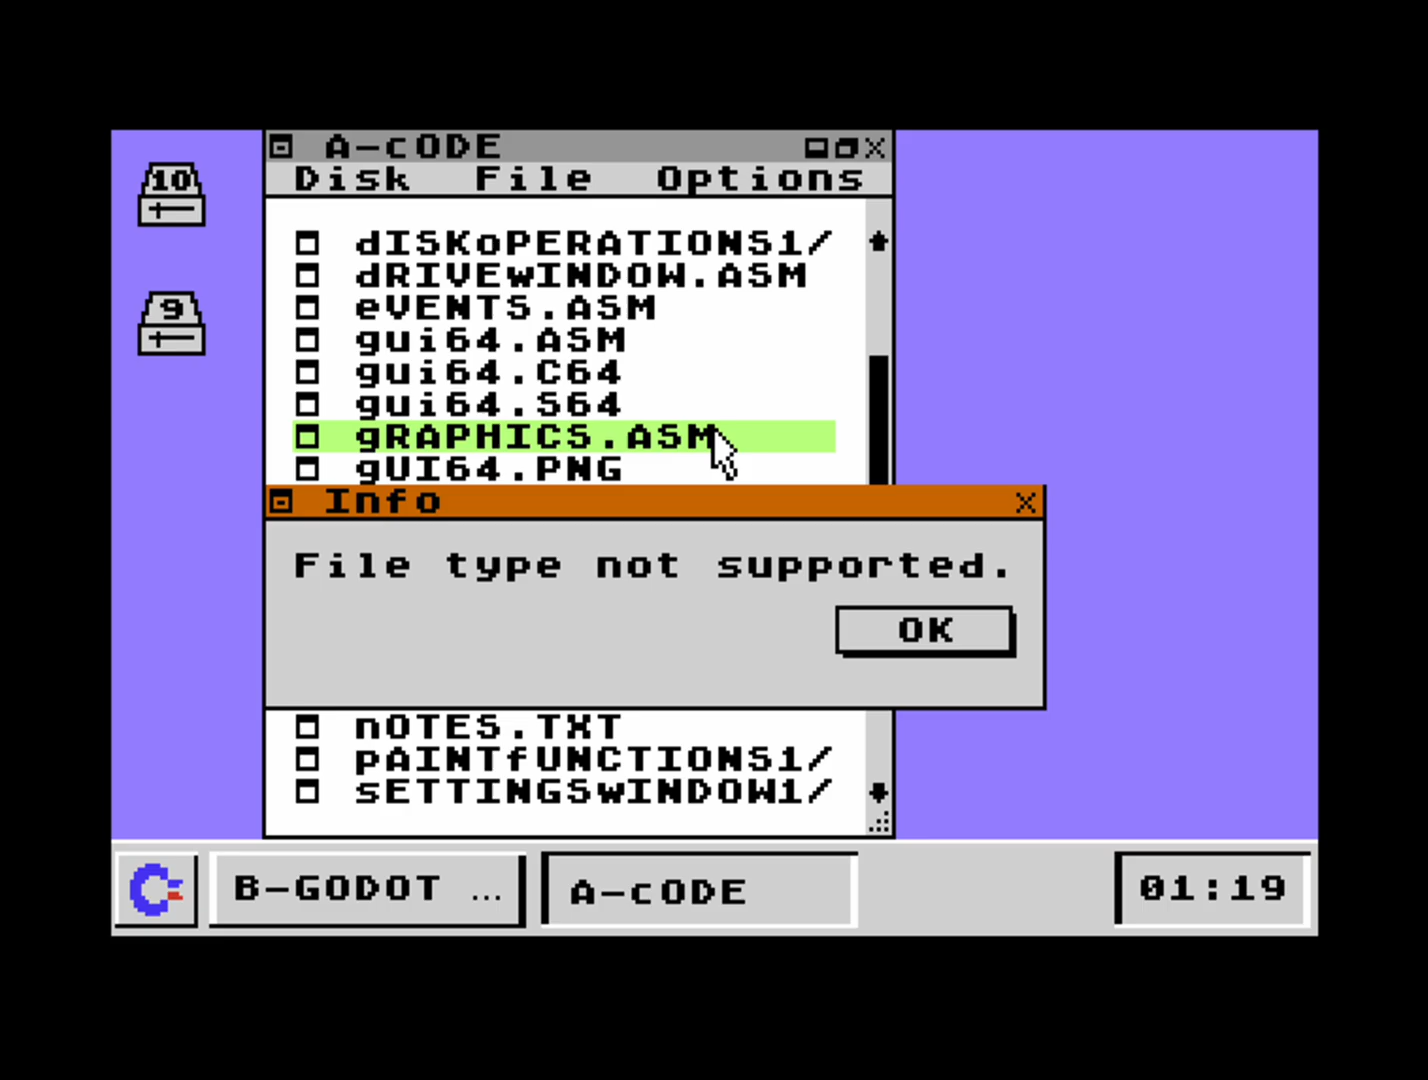 10
9
A-cODE
Disk File Options
dISKoPERATIONS1/
dRIVEwINDOW.ASM
eVENTS.ASM
gui64.ASM
gui64.C64
gui64.S64
gRAPHICS.ASM
gUI64.PNG
Info
File type not supported.
OK
nOTES.TXT
pAINTfUNCTIONS1/
sETTINGSwINDOW1/
B-GODOT ...
A-cODE
01:19